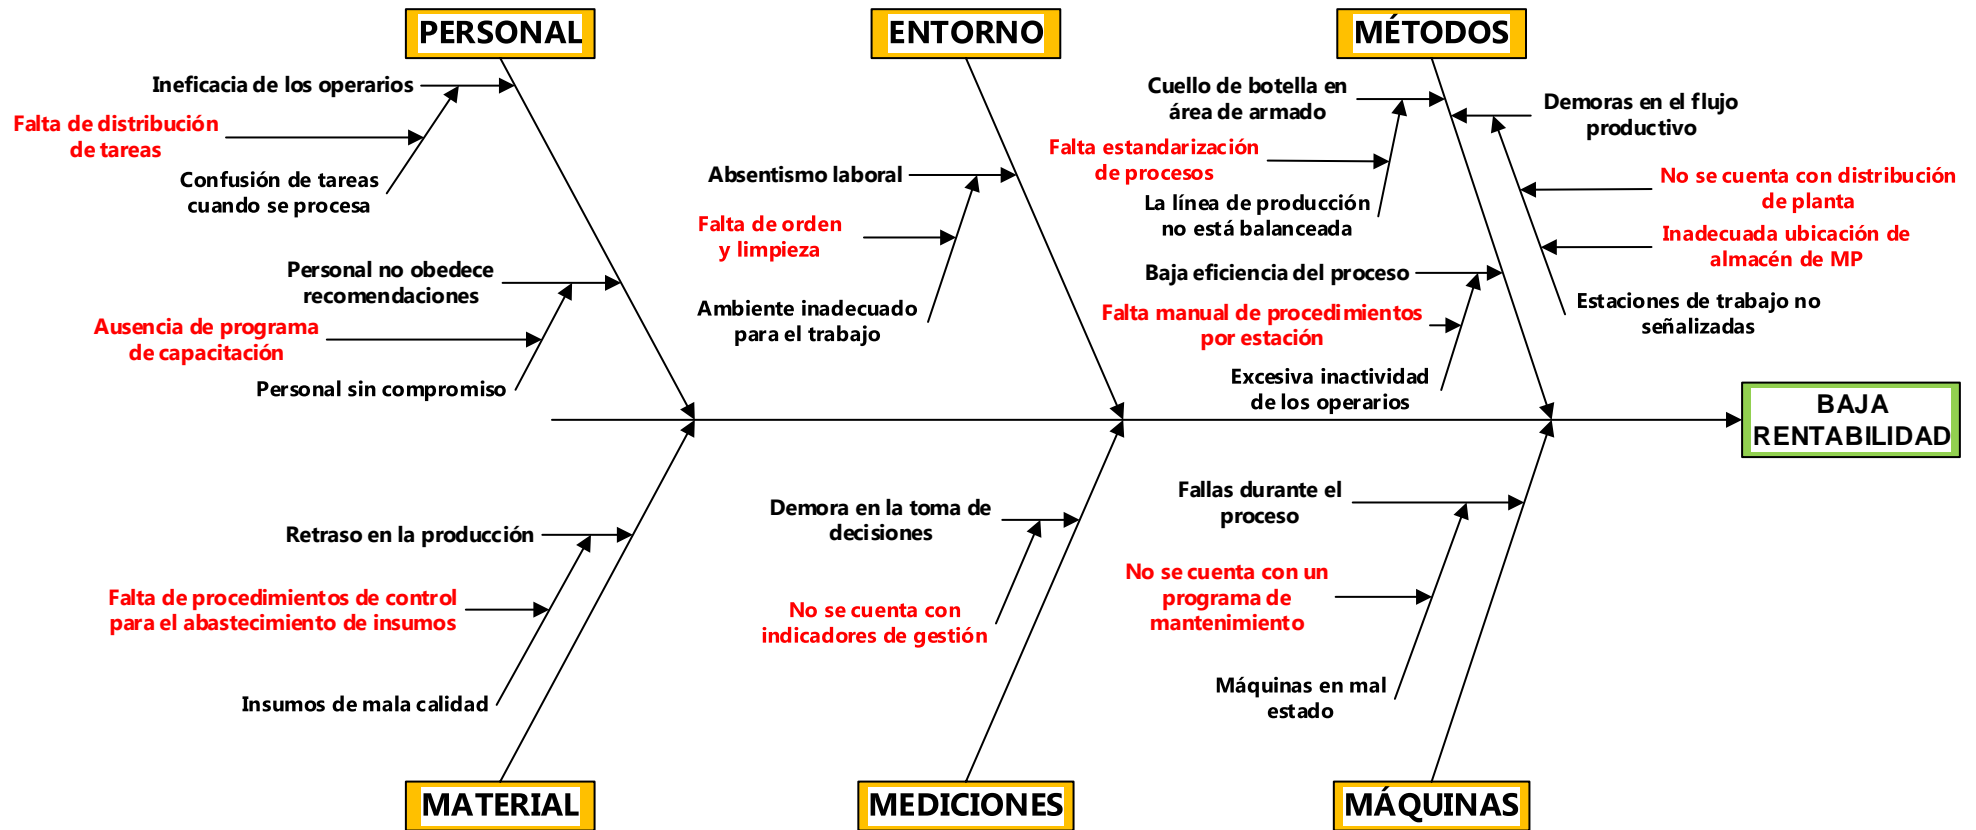 PERSONAL
ENTORNO
MÉTODOS
Ineficacia de los operarios
Falta de distribución
de tareas
Confusión de tareas
cuando se procesa
Personal no obedece
recomendaciones
Ausencia de programa
de capacitación
Personal sin compromiso
Absentismo laboral
Falta de orden
y limpieza
Ambiente inadecuado
para el trabajo
Cuello de botella en
área de armado
Falta estandarización
de procesos
La línea de producción
no está balanceada
Baja eficiencia del proceso
Falta manual de procedimientos
por estación
Excesiva inactividad
de los operarios
Demoras en el flujo
productivo
No se cuenta con distribución
de planta
Inadecuada ubicación de
almacén de MP
Estaciones de trabajo no
señalizadas
BAJA
RENTABILIDAD
Retraso en la producción
Falta de procedimientos de control
para el abastecimiento de insumos
Insumos de mala calidad
Demora en la toma de
decisiones
No se cuenta con
indicadores de gestión
Fallas durante el
proceso
No se cuenta con un
programa de
mantenimiento
Máquinas en mal
estado
MATERIAL
MEDICIONES
MÁQUINAS